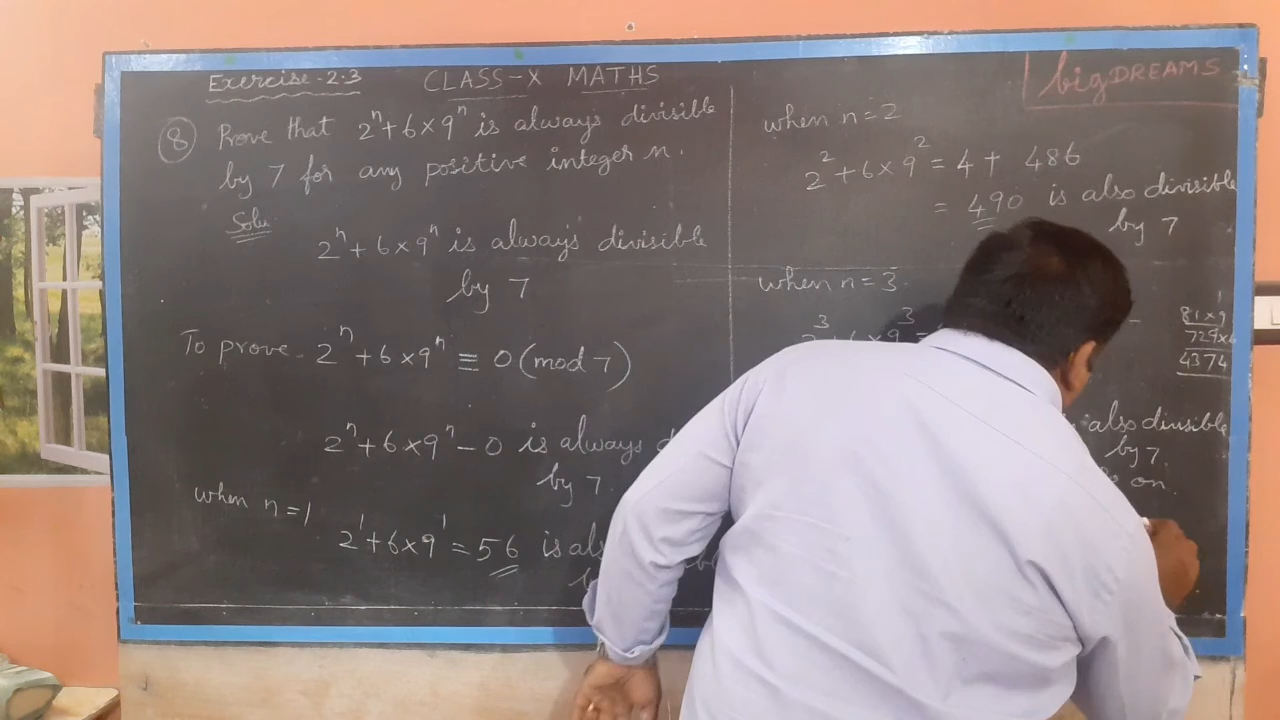 Exercise-2.3
CLASS-X MATHS
bigDREAMS
8 Prove that 2ⁿ+6×9ⁿ is always divisible
by 7 for any positive integer n.
Solu
2ⁿ+6×9ⁿ is always divisible
by 7
To prove- 2ⁿ+6×9ⁿ ≡ 0(mod 7)
2ⁿ+6×9ⁿ-0 is always
by 7.
when n=1
2¹+6×9¹=56 is
when n=2
2²+6×9²=4+ 486
= 490 is also divisible
by 7
when n=3
81×9
729×6
4374
also divisible
by 7
on.